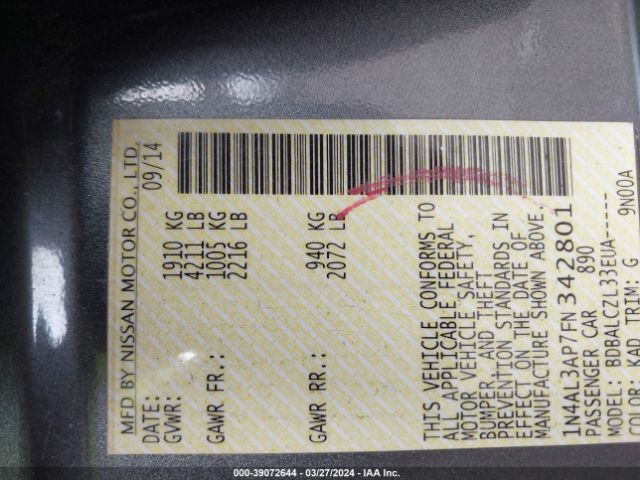 MFD BY NISSAN MOTOR CO., LTD.
DATE: 09/14
GVWR: 1910 KG
4211 LB
GAWR FR.: 1005 KG
2216 LB
GAWR RR.: 940 KG
2072 LB
THIS VEHICLE CONFORMS TO
ALL APPLICABLE FEDERAL
MOTOR VEHICLE SAFETY,
BUMPER, AND THEFT
PREVENTION STANDARDS IN
EFFECT ON THE DATE OF
MANUFACTURE SHOWN ABOVE.
1N4AL3AP7FN342801
PASSENGER CAR 890
MODEL: BDBALCZL33EUA-----
COLOR: KAD TRIM: G 9N00A
000-39072644 / 03/27/2024 - IAA Inc.